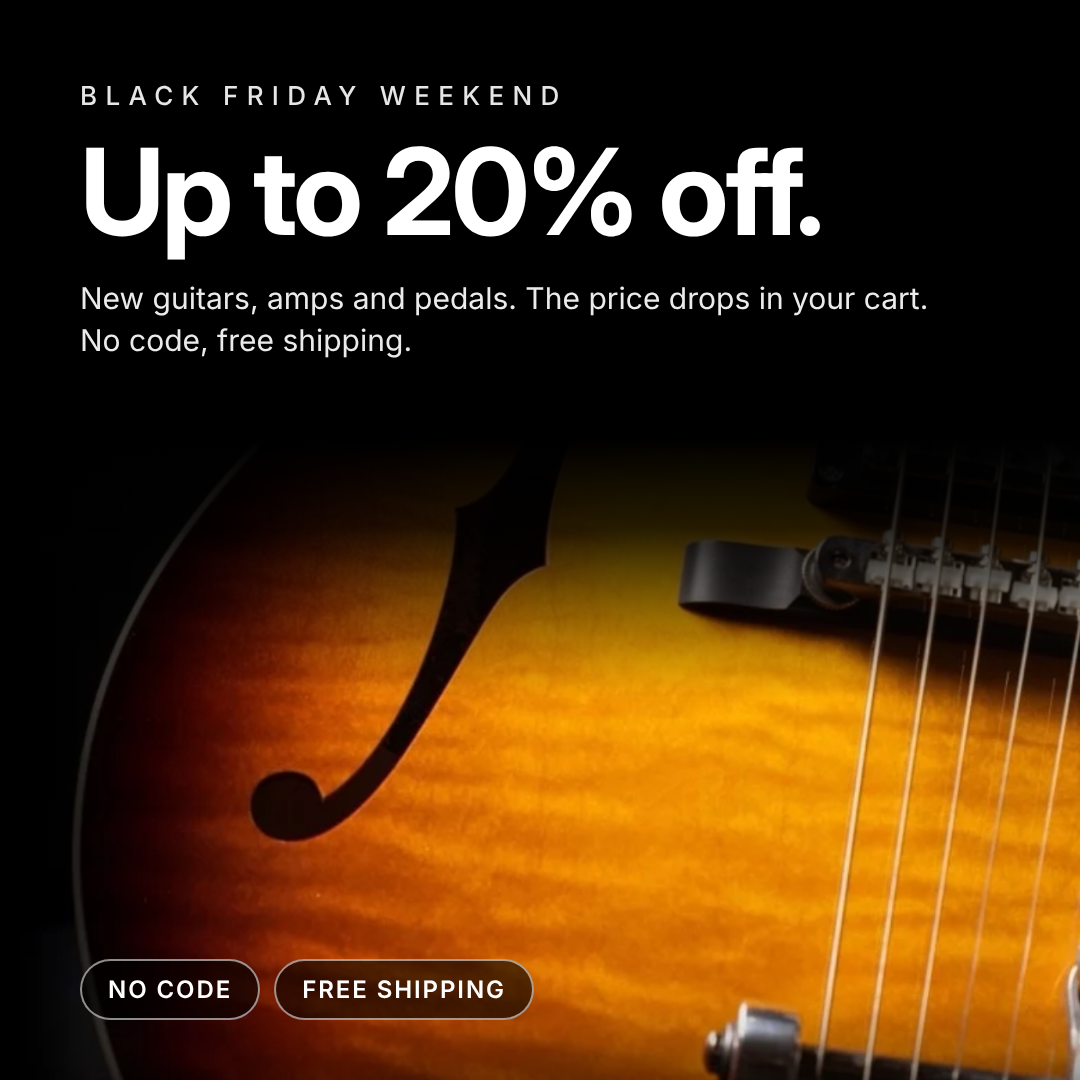 BLACK FRIDAY WEEKEND
Up to 20% off.
New guitars, amps and pedals. The price drops in your cart.
No code, free shipping.
NO CODE
FREE SHIPPING